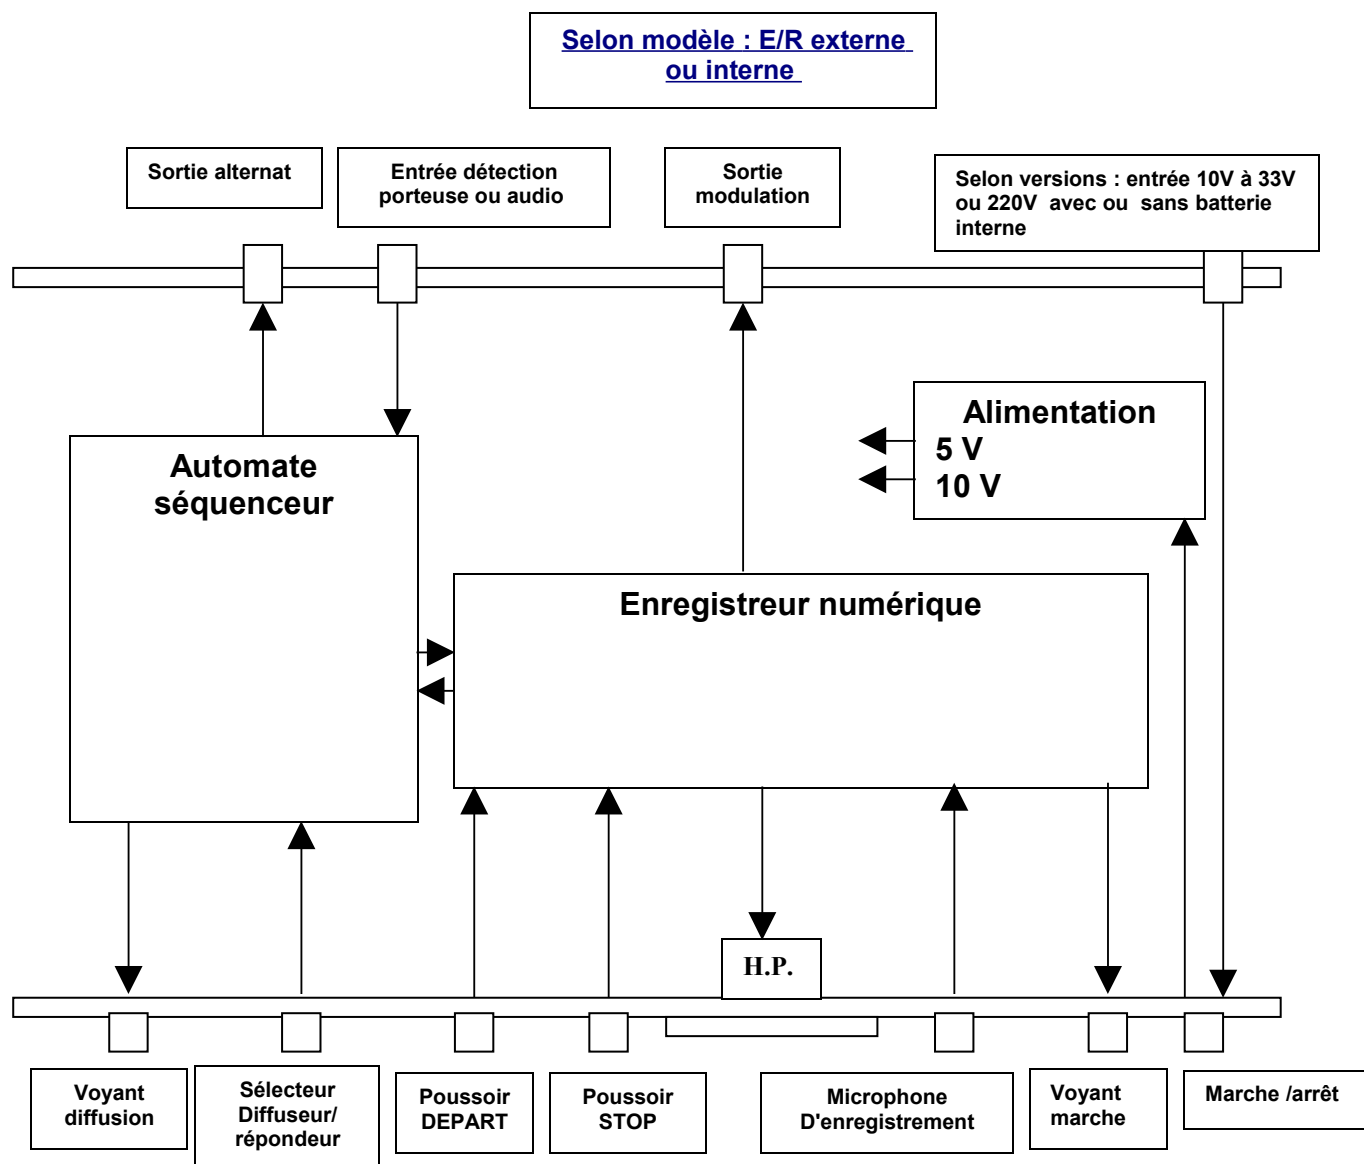 Selon modèle : E/R externe
ou interne
Sortie alternat
Entrée détection
porteuse ou audio
Sortie
modulation
Selon versions : entrée 10V à 33V
ou 220V avec ou sans batterie
interne
Alimentation
5 V
10 V
Automate
séquenceur
Enregistreur numérique
H.P.
Voyant
diffusion
Sélecteur
Diffuseur/
répondeur
Poussoir
DEPART
Poussoir
STOP
Microphone
D'enregistrement
Voyant
marche
Marche /arrêt